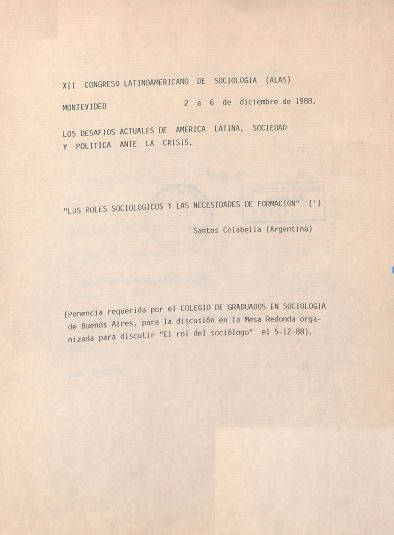 XII CONGRESO LATINOAMERICANO DE SOCIOLOGIA (ALAS)
MONTEVIDEO 2 a 6 de diciembre de 1988.
LOS DESAFIOS ACTUALES DE AMERICA LATINA, SOCIEDAD
Y POLITICA ANTE LA CRISIS.
"LOS ROLES SOCIOLOGICOS Y LAS NECESIDADES DE FORMACION" (')
Santos Colabella (Argentina)
(Ponencia requerida por el COLEGIO DE GRADUADOS EN SOCIOLOGIA
de Buenos Aires, para la discusión en la Mesa Redonda orga-
nizada para discutir "El rol del sociólogo" el 5-12-88).